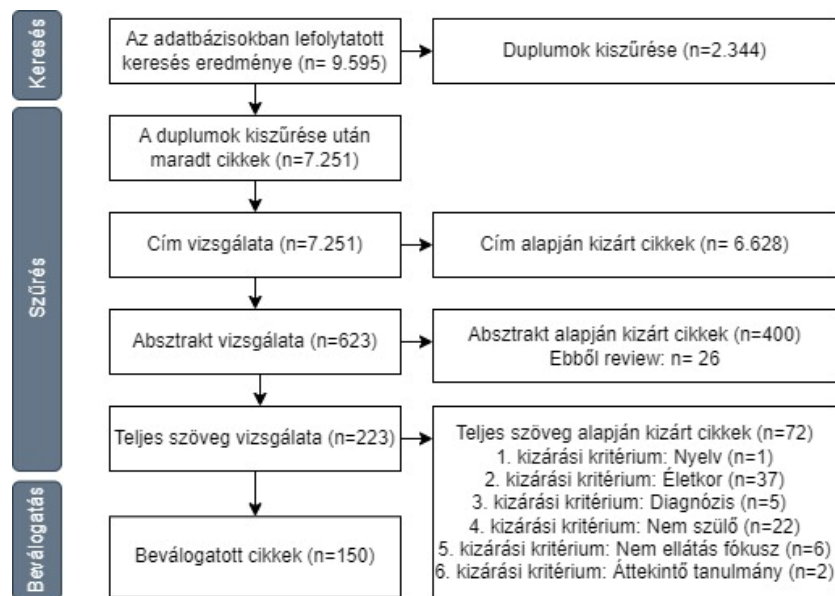 Keresés
Az adatbázisokban lefolytatott
keresés eredménye (n= 9.595)
Duplumok kiszűrése (n=2.344)
Szűrés
A duplumok kiszűrése után
maradt cikkek (n=7.251)
Cím vizsgálata (n=7.251)
Cím alapján kizárt cikkek (n= 6.628)
Absztrakt vizsgálata (n=623)
Absztrakt alapján kizárt cikkek (n=400)
Ebből review: n= 26
Teljes szöveg vizsgálata (n=223)
Teljes szöveg alapján kizárt cikkek (n=72)
1. kizárási kritérium: Nyelv (n=1)
2. kizárási kritérium: Életkor (n=37)
3. kizárási kritérium: Diagnózis (n=5)
4. kizárási kritérium: Nem szülő (n=22)
5. kizárási kritérium: Nem ellátás fókusz (n=6)
6. kizárási kritérium: Áttekintő tanulmány (n=2)
Beválogatás
Beválogatott cikkek (n=150)